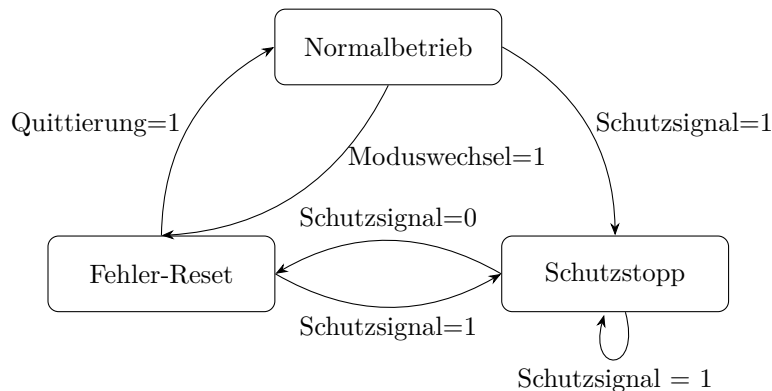 Normalbetrieb
Quittierung=1
Schutzsignal=1
Moduswechsel=1
Schutzsignal=0
Fehler-Reset
Schutzstopp
Schutzsignal=1
Schutzsignal = 1